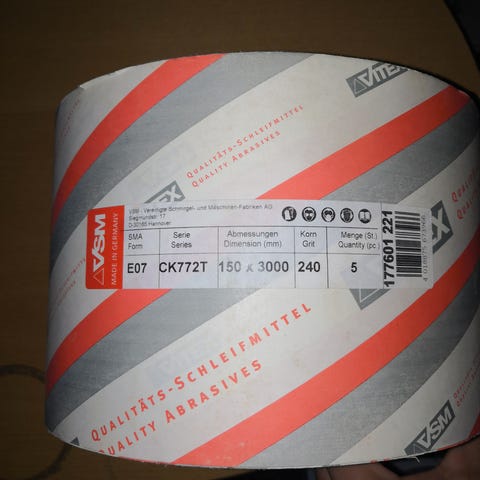 VITEX
QUALITÄTS-SCHLEIFMITTEL
QUALITY ABRASIVES
VSM
MADE IN GERMANY
VSM - Vereinigte Schmirgel- und Maschinen-Fabriken AG
Siegmundstr. 17
D-30165 Hannover
SMA Serie Abmessungen Korn Menge (St.)
Form Series Dimension (mm) Grit Quantity (pc.)
E07 CK772T 150 x 3000 240 5
177601 221
QUALITÄTS-SCHLEIFMITTEL
QUALITY ABRASIVES
VSM